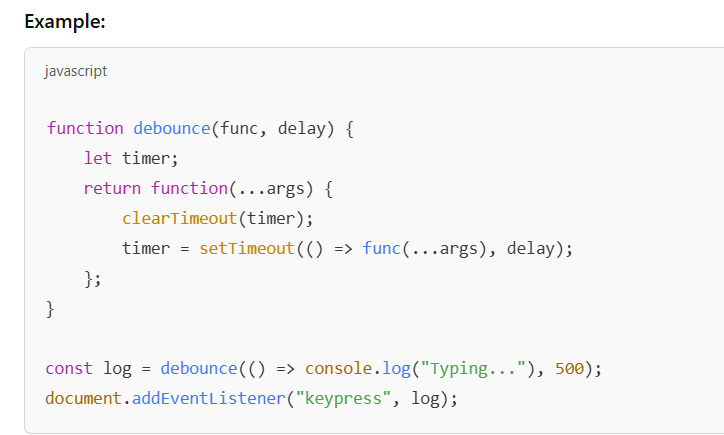 Example:
javascript
function debounce(func, delay) {
    let timer;
    return function(...args) {
        clearTimeout(timer);
        timer = setTimeout(() => func(...args), delay);
    };
}
const log = debounce(() => console.log("Typing..."), 500);
document.addEventListener("keypress", log);